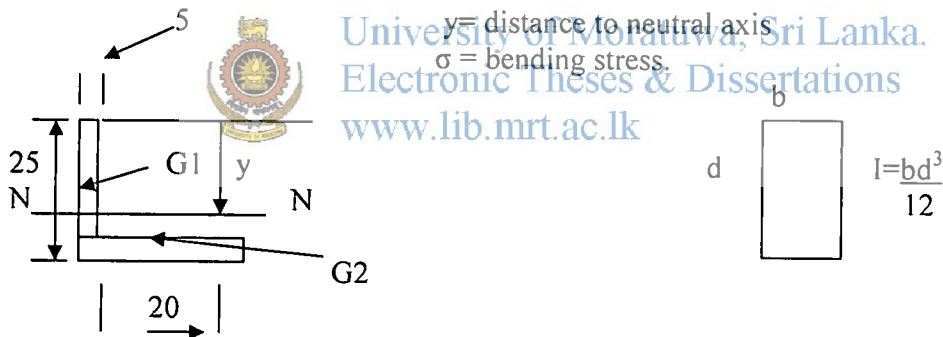 5
y= distance to neutral axis
University of Moratuwa, Sri Lanka.
σ = bending stress.
Electronic Theses & Dissertations
www.lib.mrt.ac.lk
b
25
G1
y
d
I=bd³
12
N
N
G2
20